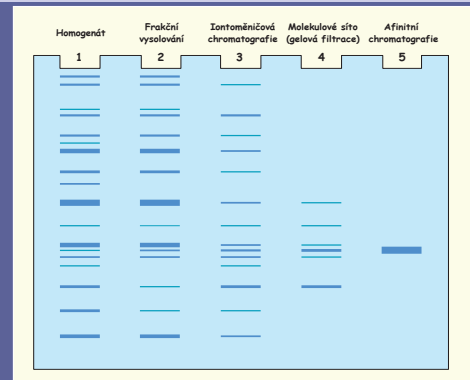 Homogenát
Frakční
vysolování
Iontoměničová
chromatografie
Molekulové síto
(gelová filtrace)
Afinitní
chromatografie
1
2
3
4
5